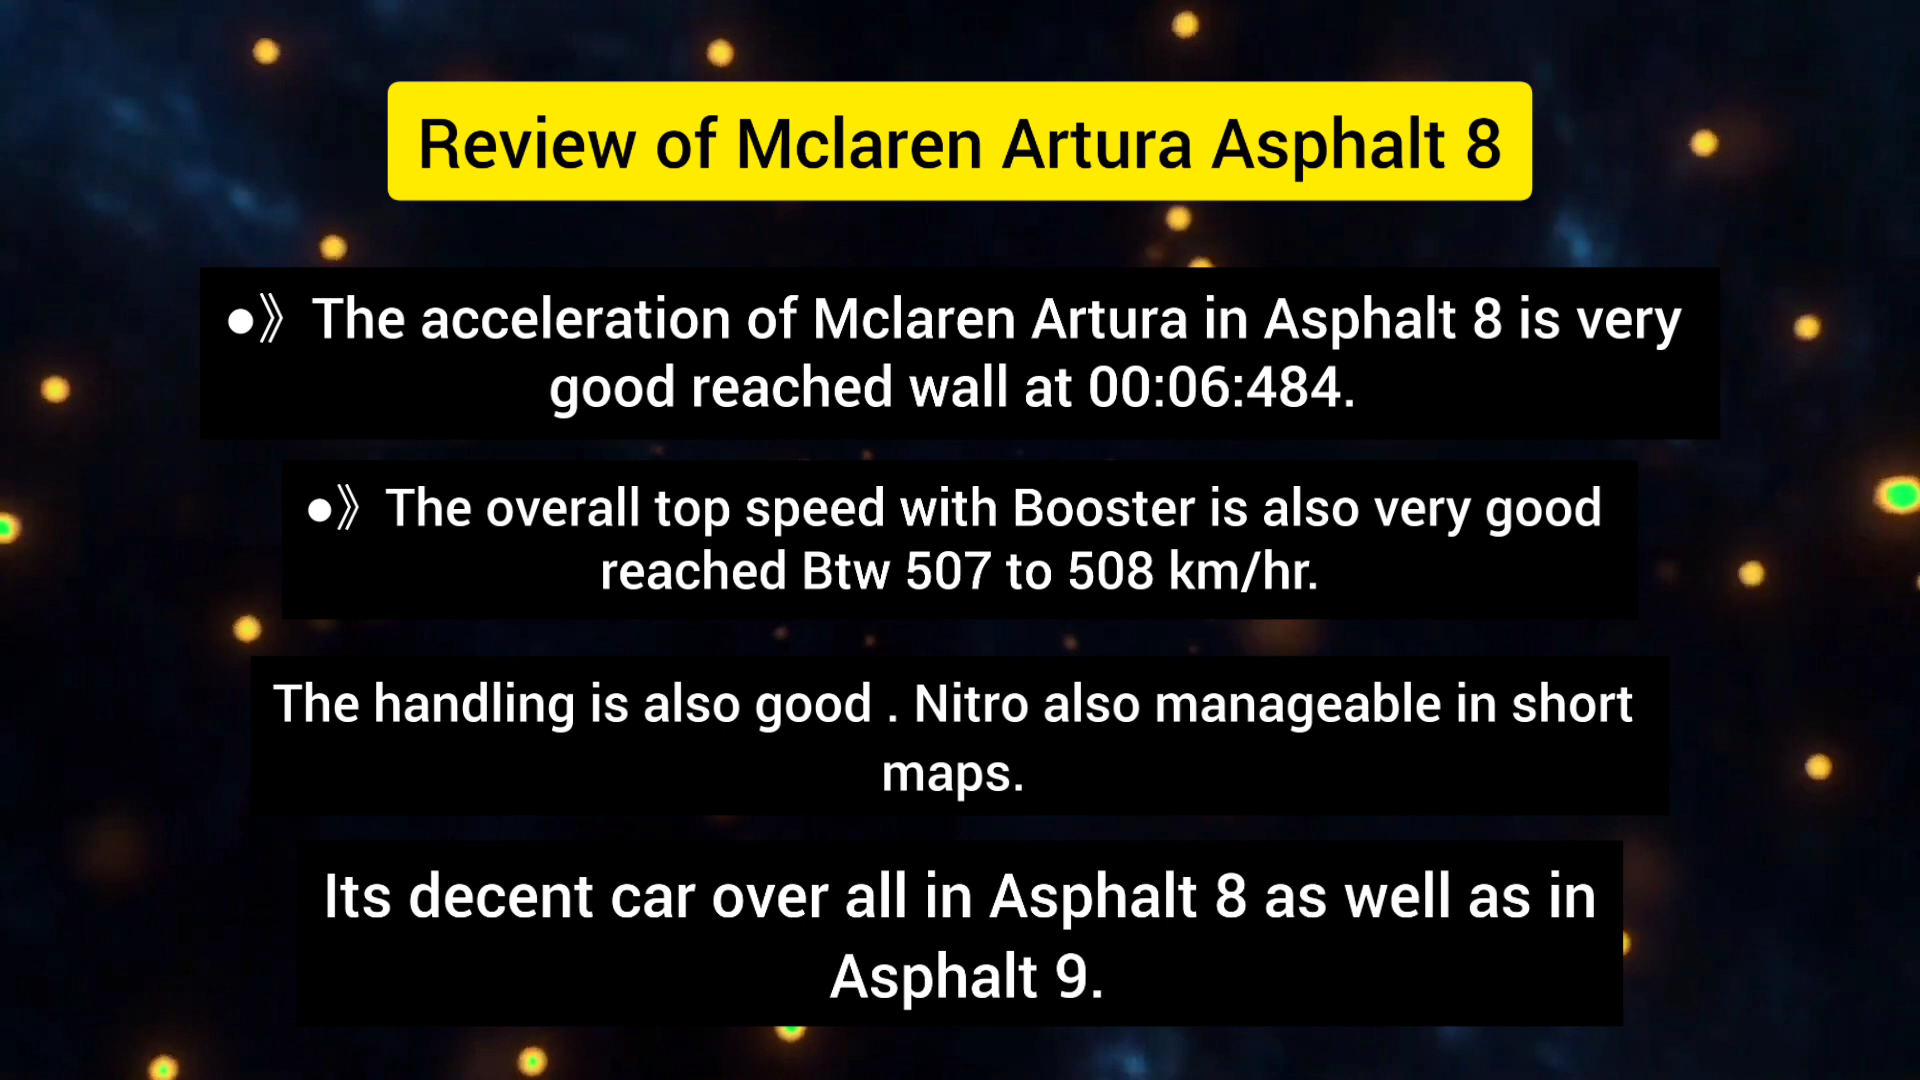 Review of Mclaren Artura Asphalt 8
●》 The acceleration of Mclaren Artura in Asphalt 8 is very
good reached wall at 00:06:484.
●》 The overall top speed with Booster is also very good
reached Btw 507 to 508 km/hr.
The handling is also good . Nitro also manageable in short
maps.
Its decent car over all in Asphalt 8 as well as in
Asphalt 9.